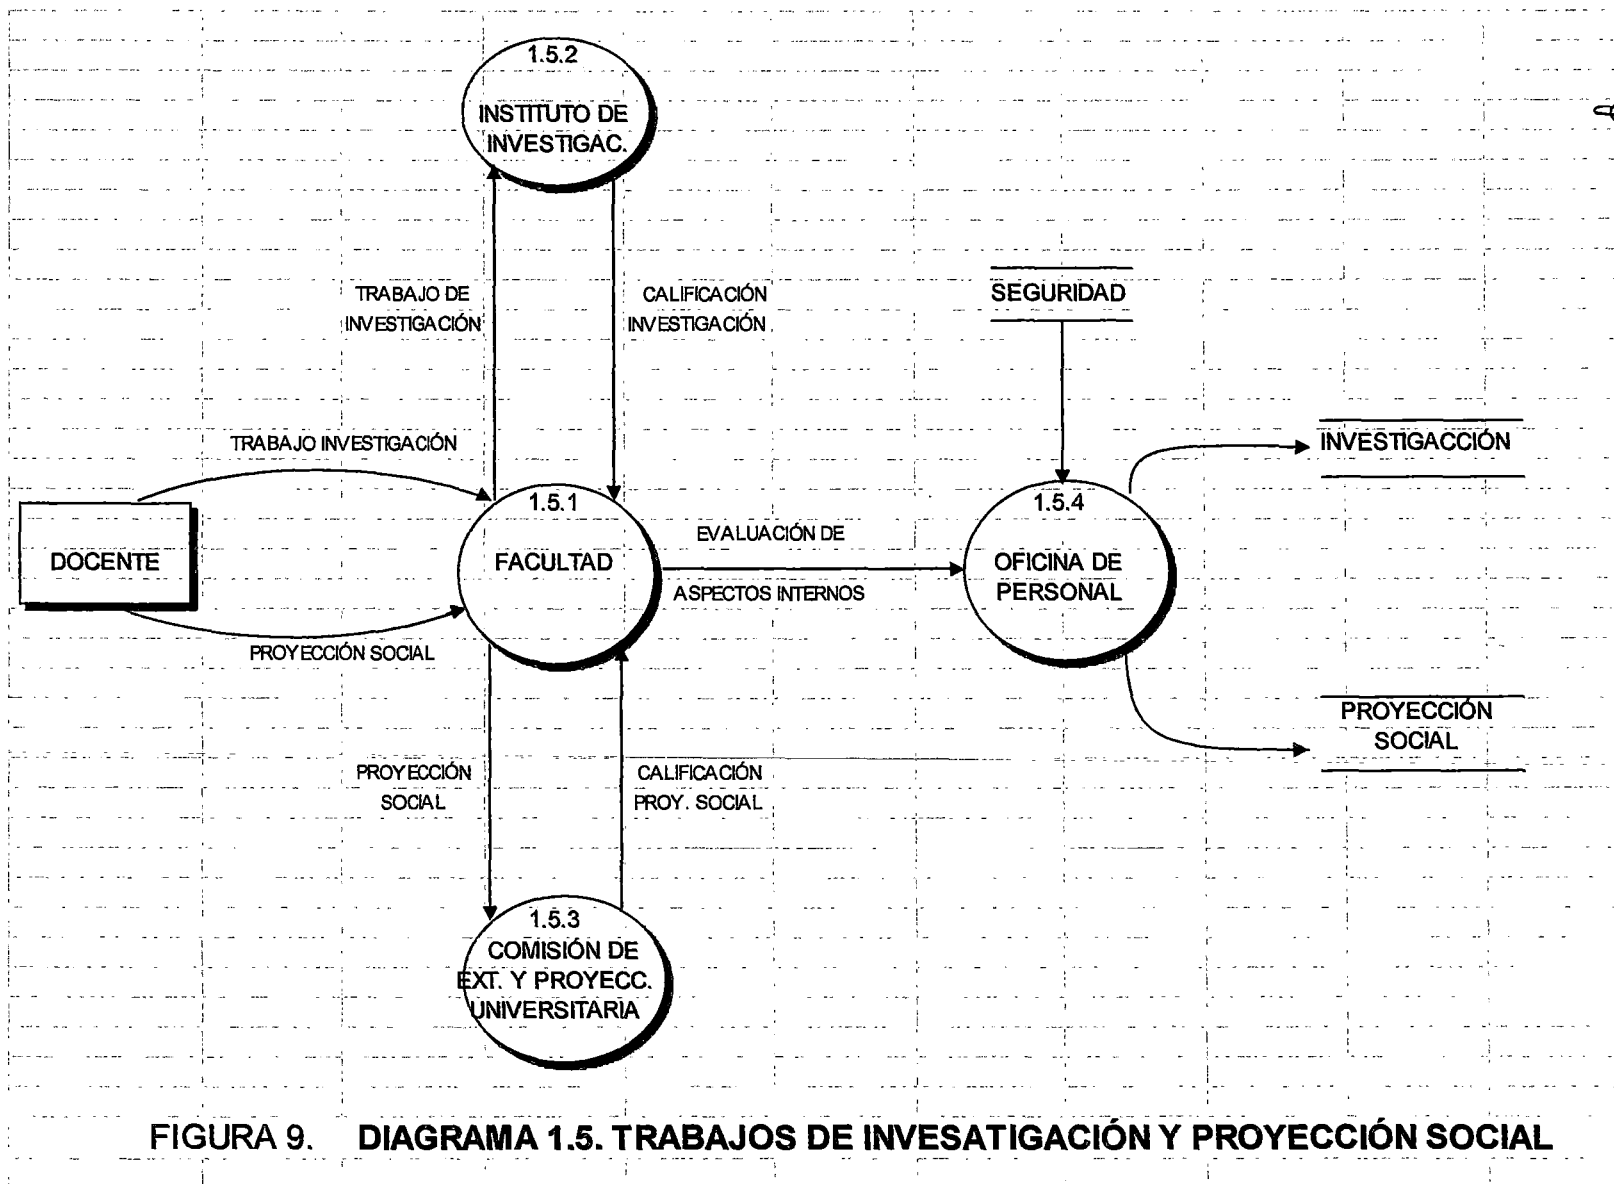 1.5.2
INSTITUTO DE
INVESTIGAC.
TRABAJO DE
INVESTIGACIÓN
CALIFICACIÓN
INVESTIGACIÓN
SEGURIDAD
TRABAJO INVESTIGACIÓN
INVESTIGACCIÓN
DOCENTE
1.5.1
FACULTAD
EVALUACIÓN DE
ASPECTOS INTERNOS
1.5.4
OFICINA DE
PERSONAL
PROYECCIÓN SOCIAL
PROYECCIÓN
SOCIAL
PROYECCIÓN
SOCIAL
CALIFICACIÓN
PROY. SOCIAL
1.5.3
COMISIÓN DE
EXT. Y PROYECC.
UNIVERSITARIA
FIGURA 9. DIAGRAMA 1.5. TRABAJOS DE INVESATIGACIÓN Y PROYECCIÓN SOCIAL